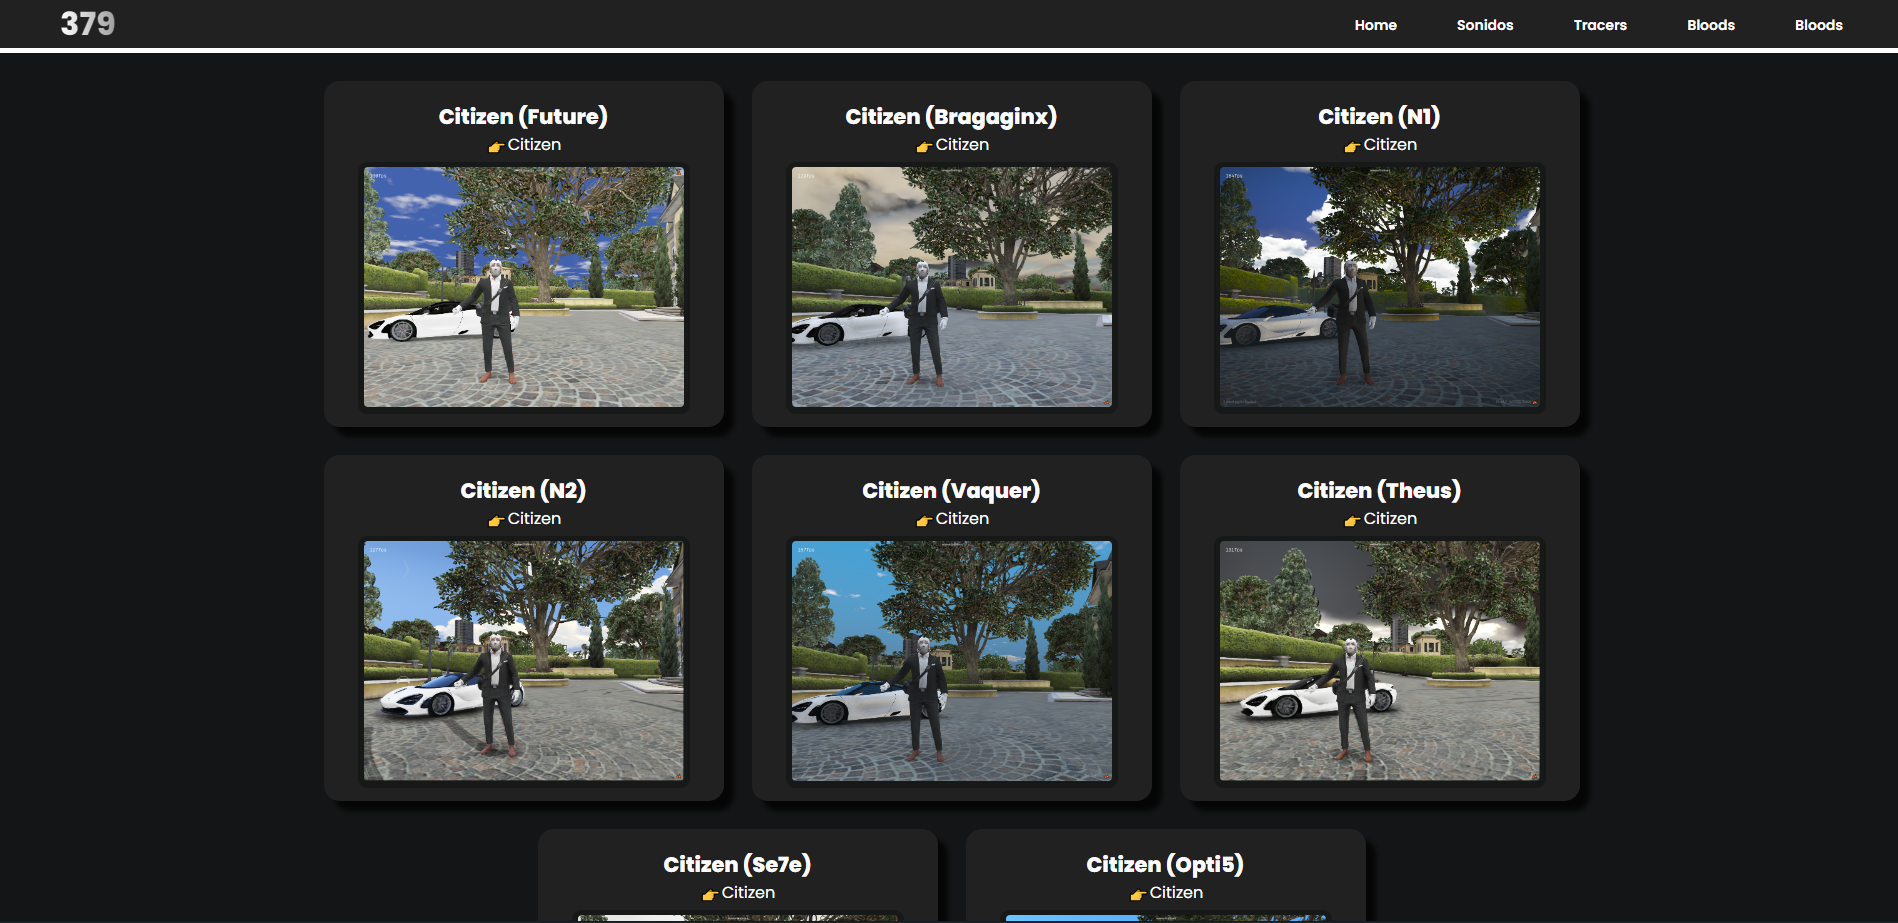 379
Home
Sonidos
Tracers
Bloods
Bloods
Citizen (Future)
👉 Citizen
Citizen (Bragaginx)
👉 Citizen
Citizen (N1)
👉 Citizen
Citizen (N2)
👉 Citizen
Citizen (Vaquer)
👉 Citizen
Citizen (Theus)
👉 Citizen
Citizen (Se7e)
👉 Citizen
Citizen (Opti5)
👉 Citizen